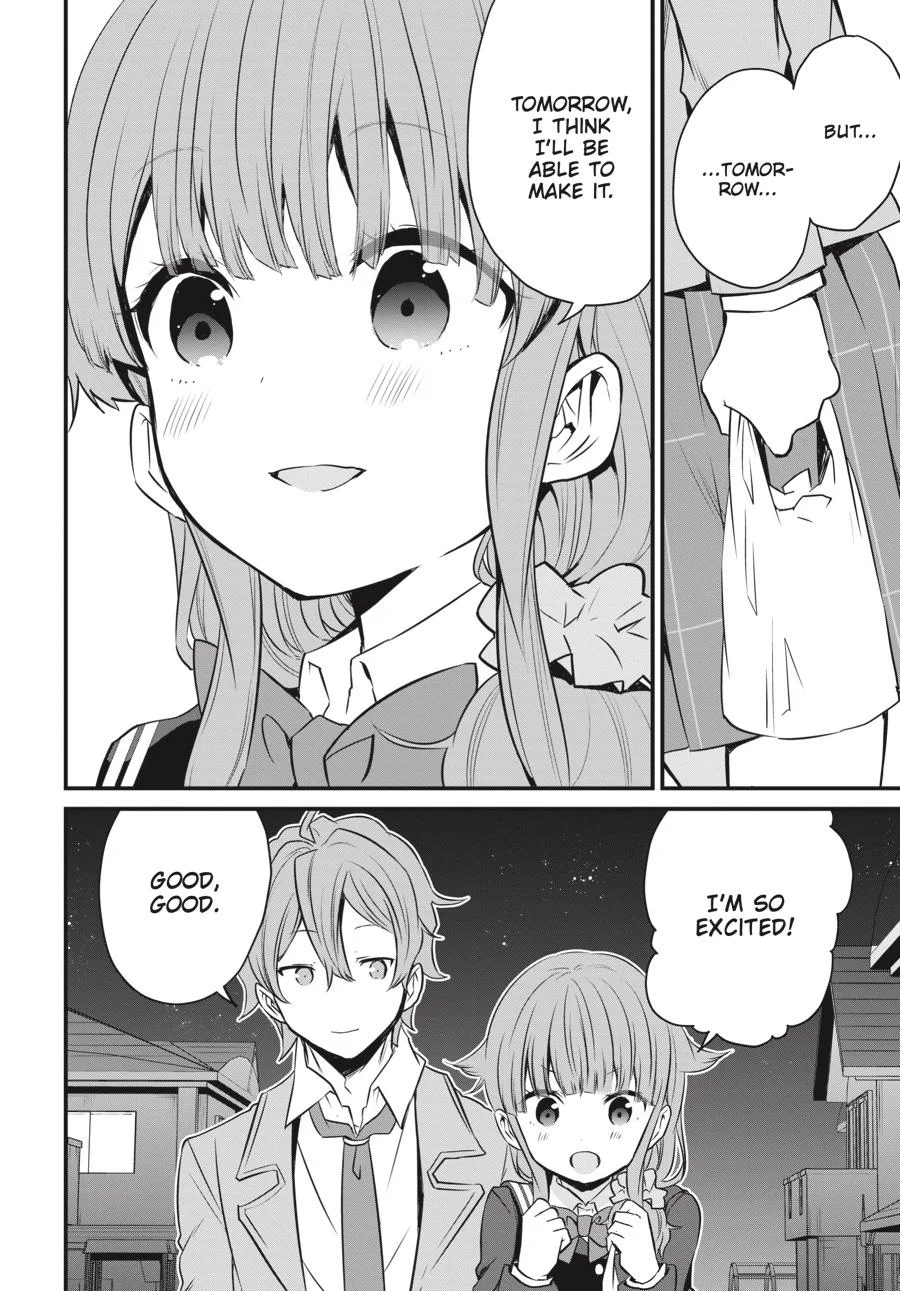 BUT...
...TOMOR-
ROW...
TOMORROW,
I THINK
I'LL BE
ABLE TO
MAKE IT.
I'M SO
EXCITED!
GOOD,
GOOD.